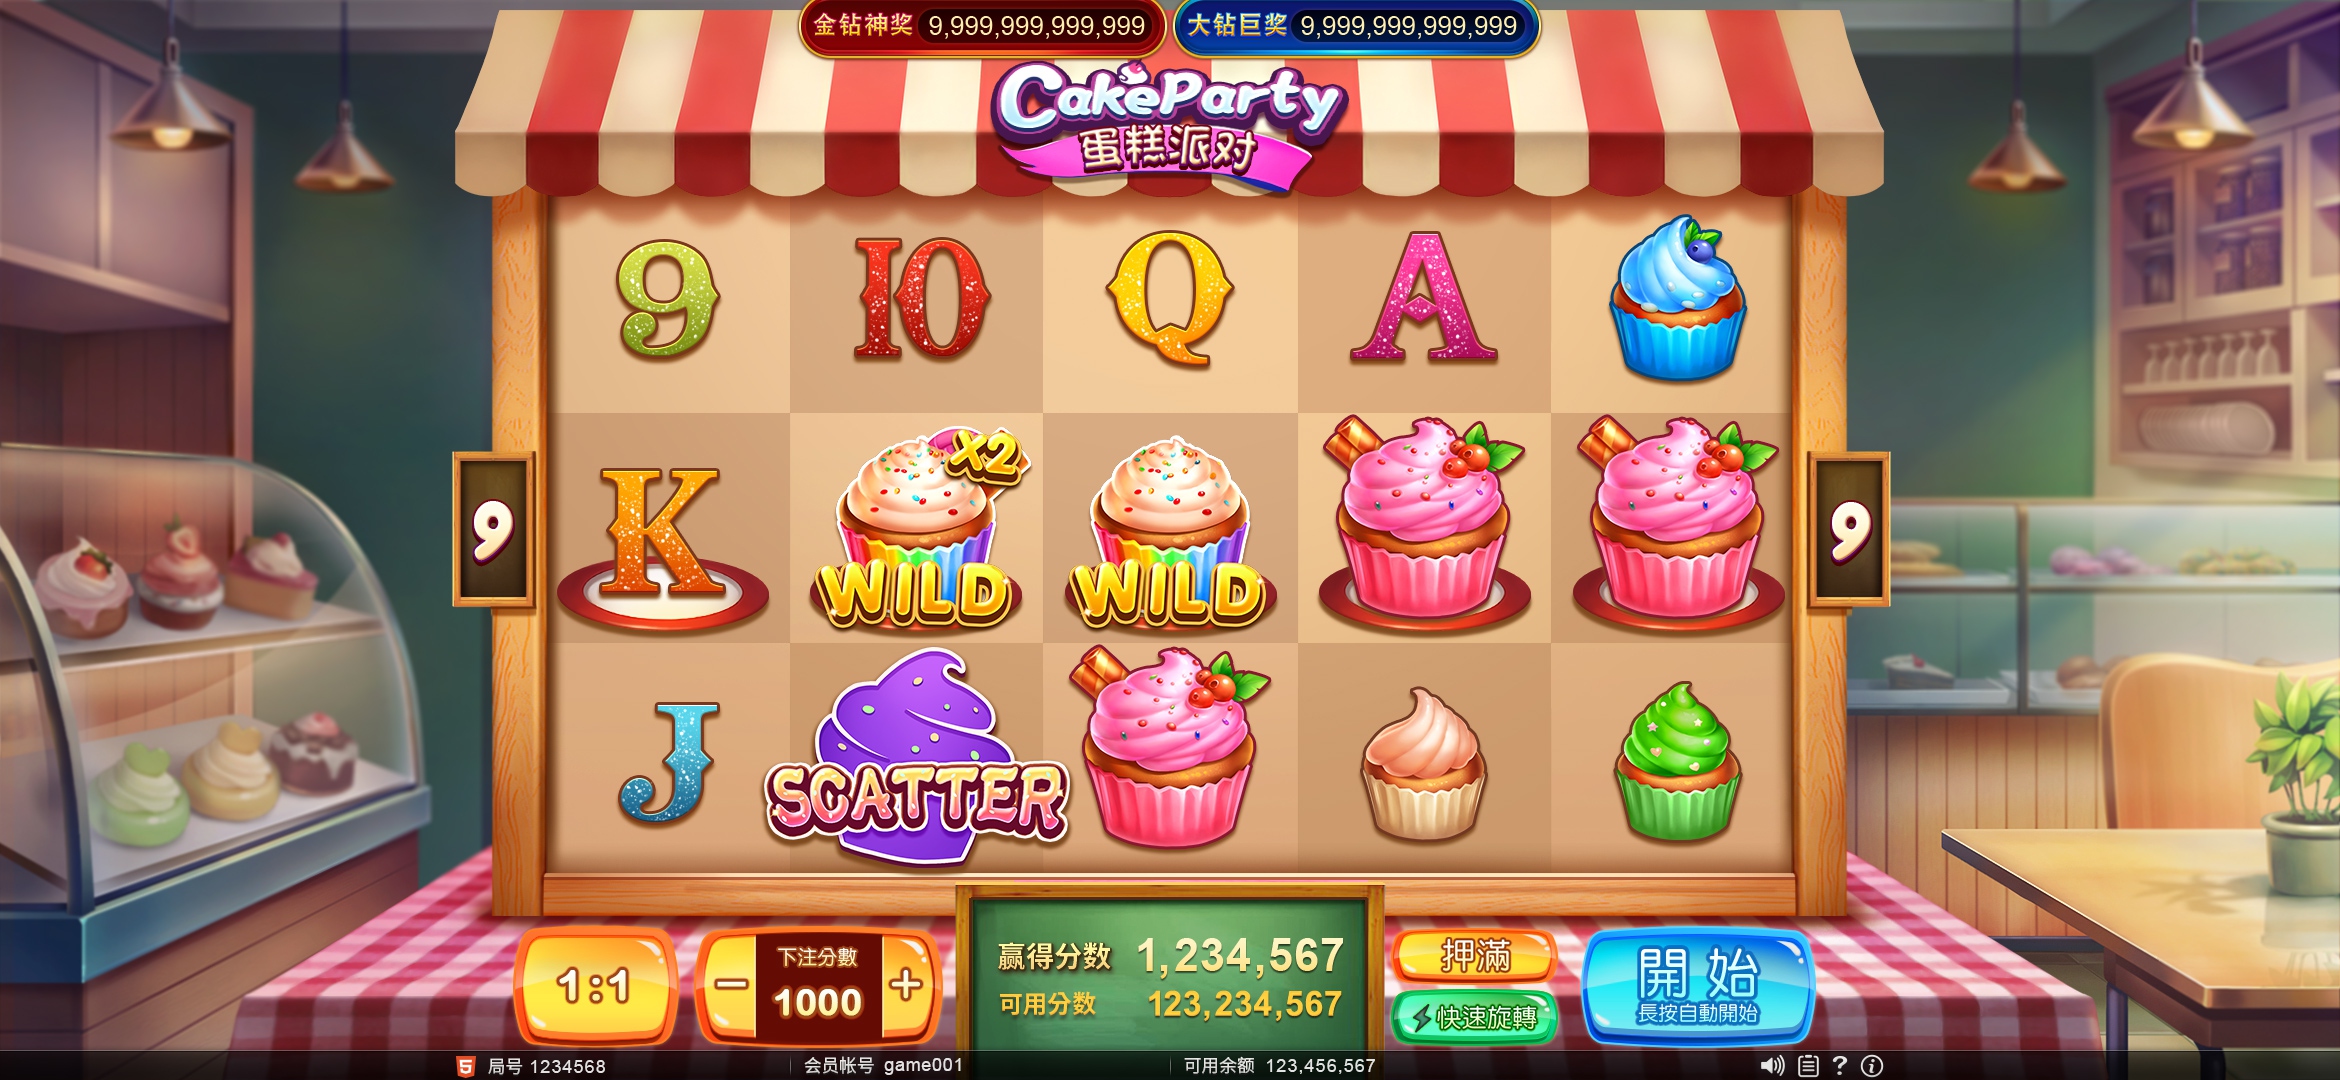 金钻神奖 9,999,999,999,999
大钻巨奖 9,999,999,999,999
CakeParty
蛋糕派对
9 10 Q A
9 K X2 9
WILD WILD
J SCATTER
1:1
下注分數
1000
赢得分数 1,234,567
可用分数 123,234,567
押滿
快速旋轉
開始
長按自動開始
5 局号 1234568
会员帐号 game001
可用余额 123,456,567
?
i